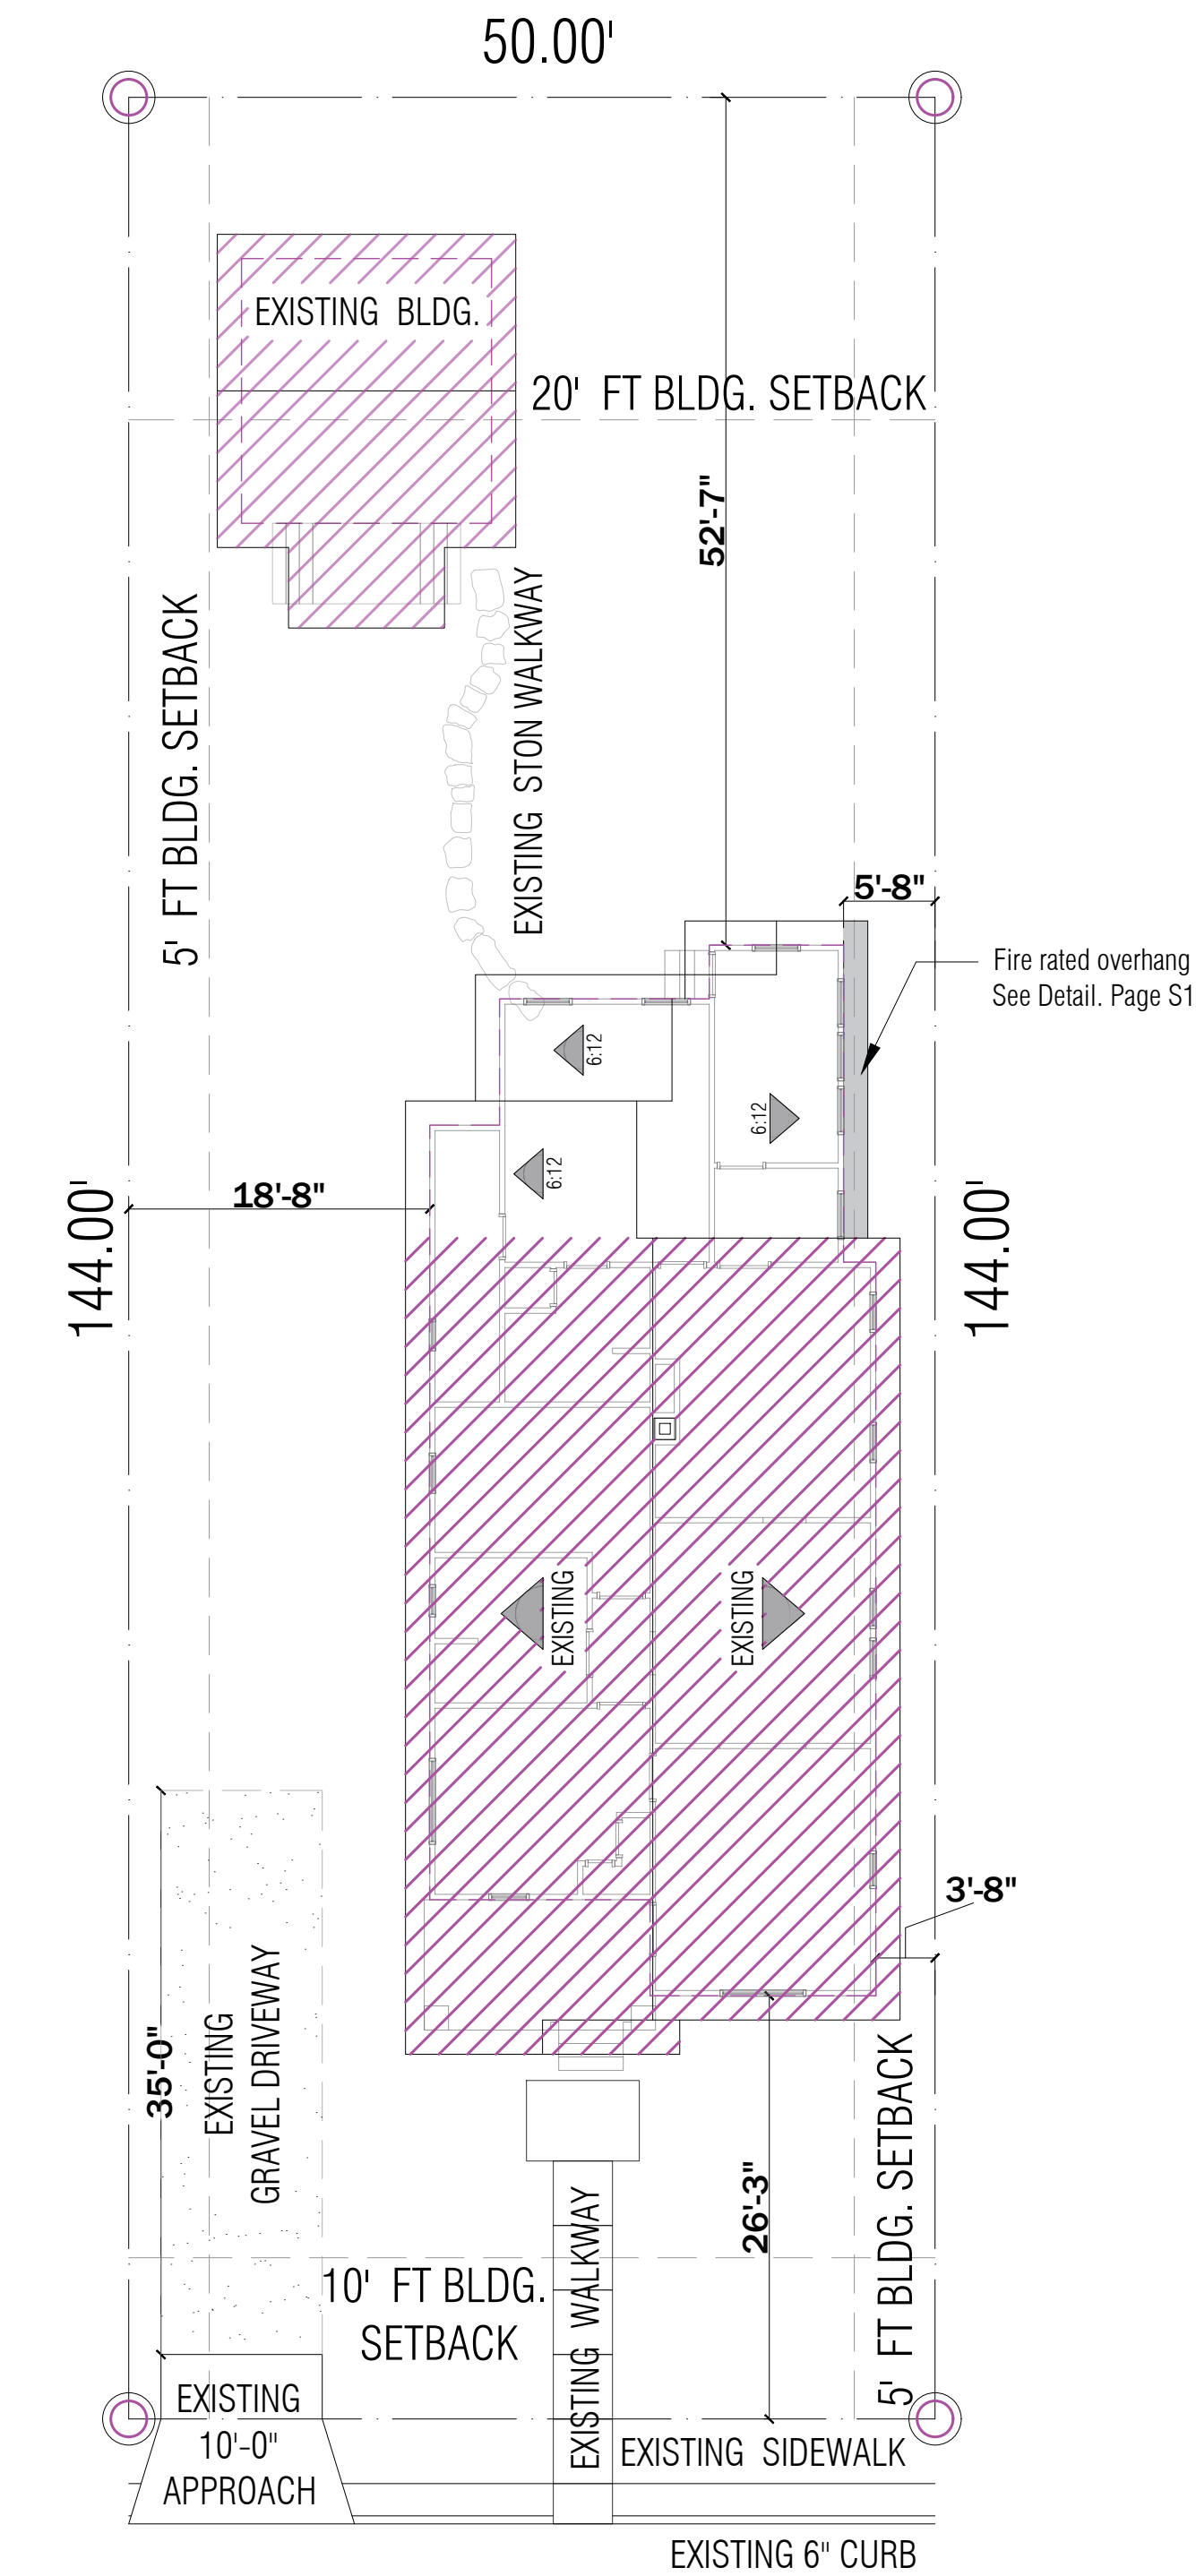 50.00'
EXISTING BLDG.
20' FT BLDG. SETBACK
52'-7"
5' FT BLDG. SETBACK
EXISTING STON WALKWAY
5'-8"
Fire rated overhang
See Detail. Page S1
6:12
6:12
6:12
18'-8"
144.00'
144.00'
EXISTING
EXISTING
3'-8"
35'-0"
EXISTING
GRAVEL DRIVEWAY
26'-3"
5' FT BLDG. SETBACK
10' FT BLDG.
SETBACK
EXISTING WALKWAY
EXISTING
10'-0"
APPROACH
EXISTING SIDEWALK
EXISTING 6" CURB